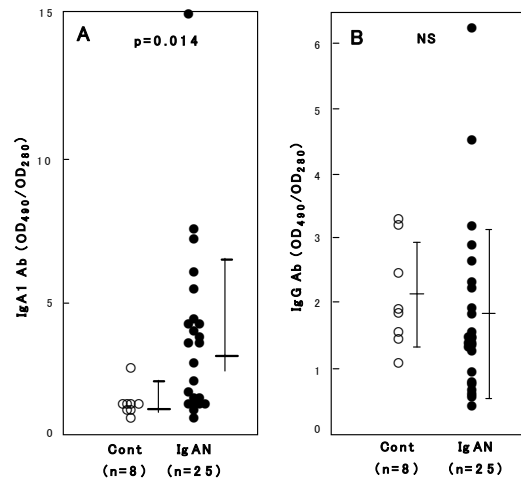 A
p=0.014
15
15
5
0
IgA1 Ab (OD490/OD280)
Cont
(n=8)
IgAN
(n=25)
B
NS
6
5
4
3
2
1
0
IgG Ab (OD490/OD280)
Cont
(n=8)
IgAN
(n=25)